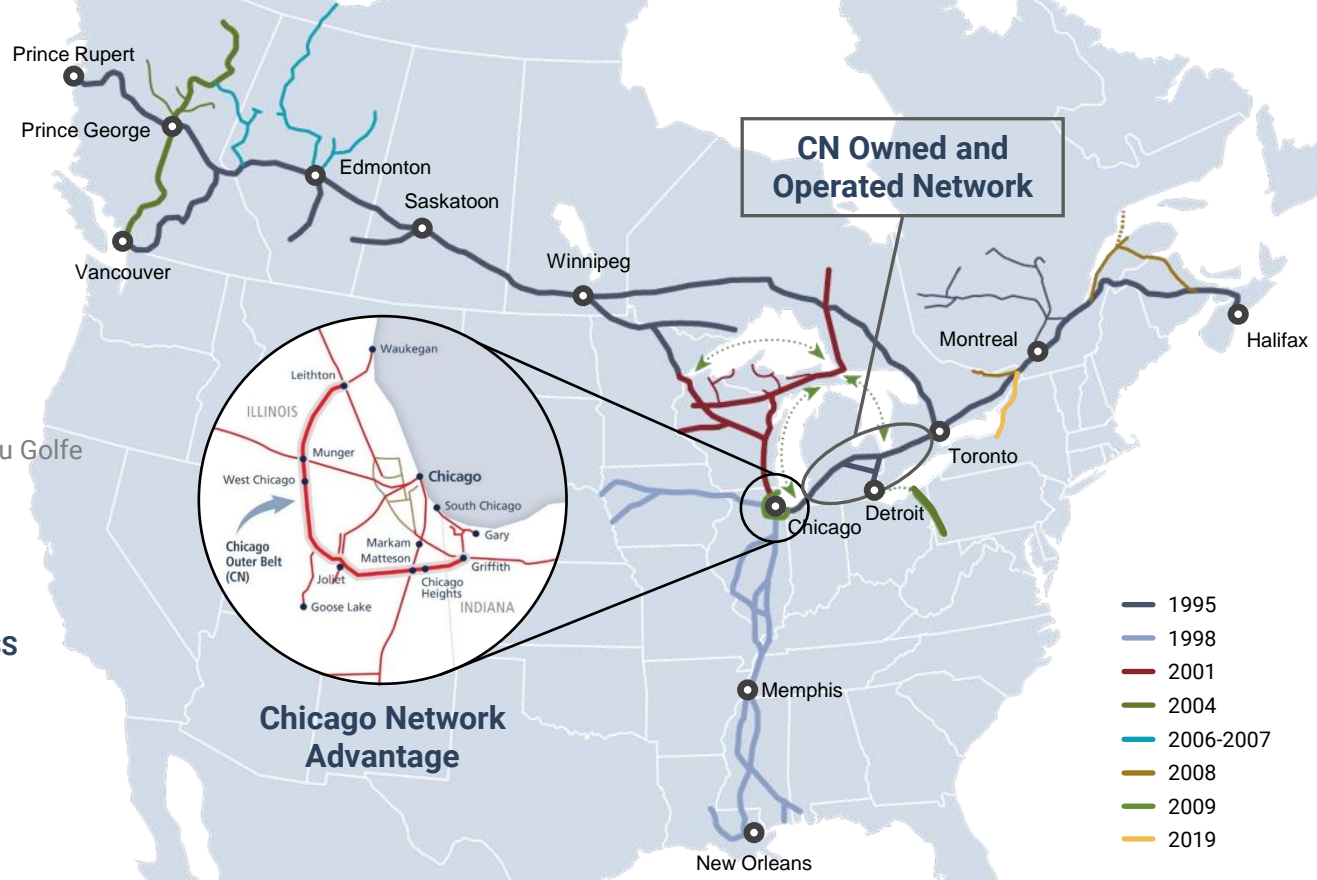 Prince Rupert
Prince George
Edmonton
Saskatoon
Vancouver
Winnipeg
CN Owned and
Operated Network
Montreal
Halifax
Toronto
Detroit
Chicago
Memphis
New Orleans
u Golfe
ss
Waukegan
Leithton
ILLINOIS
Munger
West Chicago
Chicago
South Chicago
Gary
Markam
Matteson
Griffith
Chicago
Outer Belt
(CN)
Joliet
Chicago
Heights
Goose Lake
INDIANA
Chicago Network
Advantage
1995
1998
2001
2004
2006-2007
2008
2009
2019